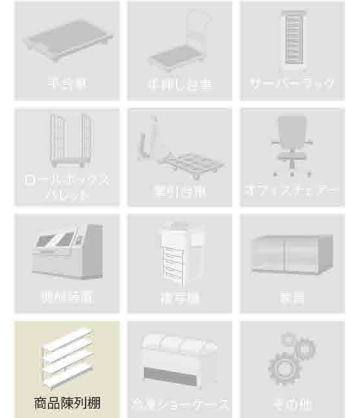 平台車
手押し台車
サーバーラック
ロールボックス
パレット
牽引台車
オフィスチェアー
機械装置
複写機
家具
商品陳列棚
冷凍ショーケース
その他